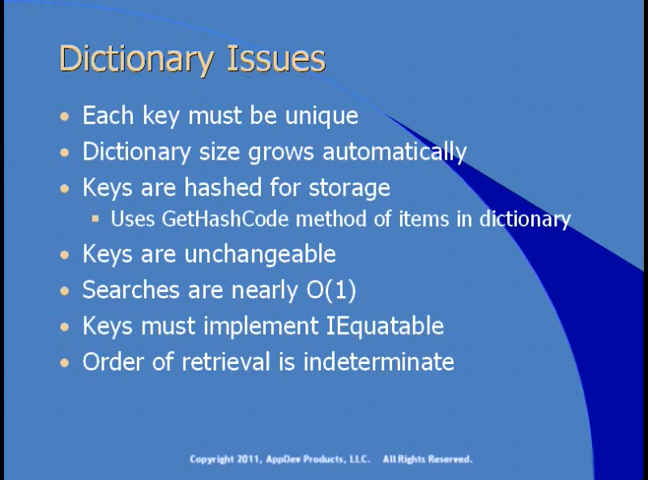 Dictionary Issues
• Each key must be unique
• Dictionary size grows automatically
• Keys are hashed for storage
▪ Uses GetHashCode method of items in dictionary
• Keys are unchangeable
• Searches are nearly O(1)
• Keys must implement IEquatable
• Order of retrieval is indeterminate
Copyright 2011, AppDev Products, LLC. All Rights Reserved.